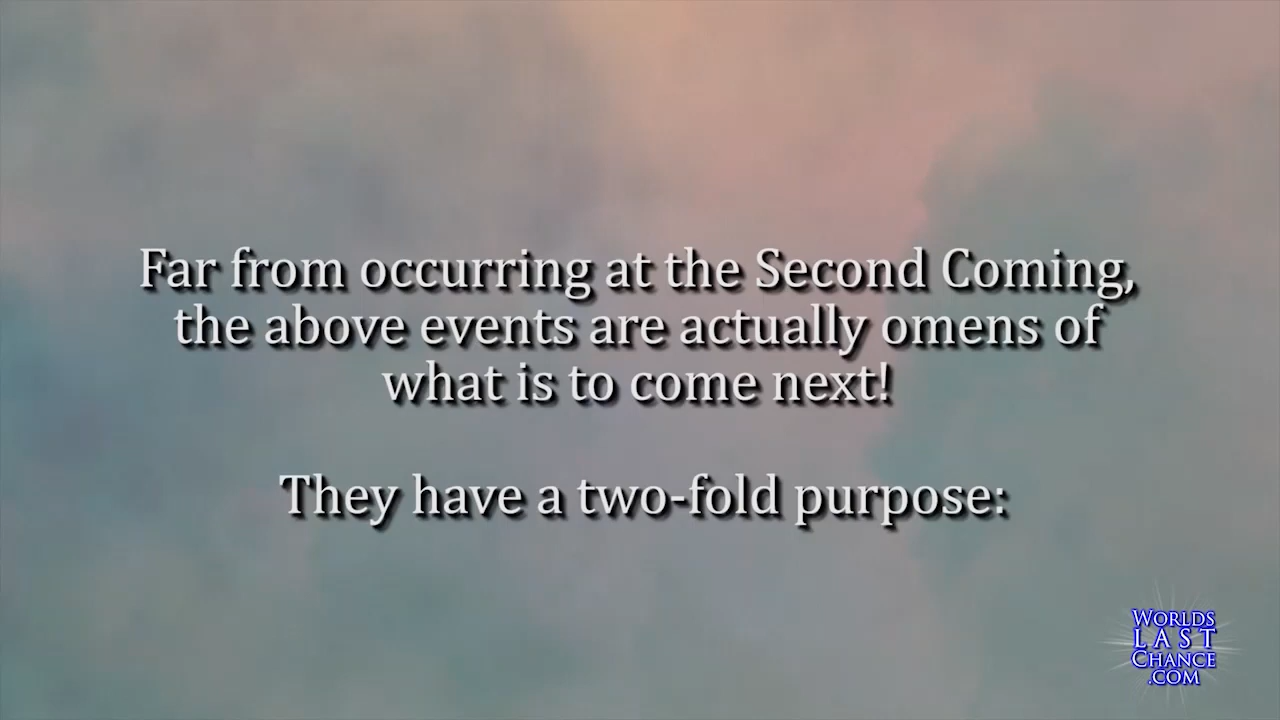 Far from occurring at the Second Coming,
the above events are actually omens of
what is to come next!
They have a two-fold purpose:
WORLDS
LAST
CHANCE
.COM